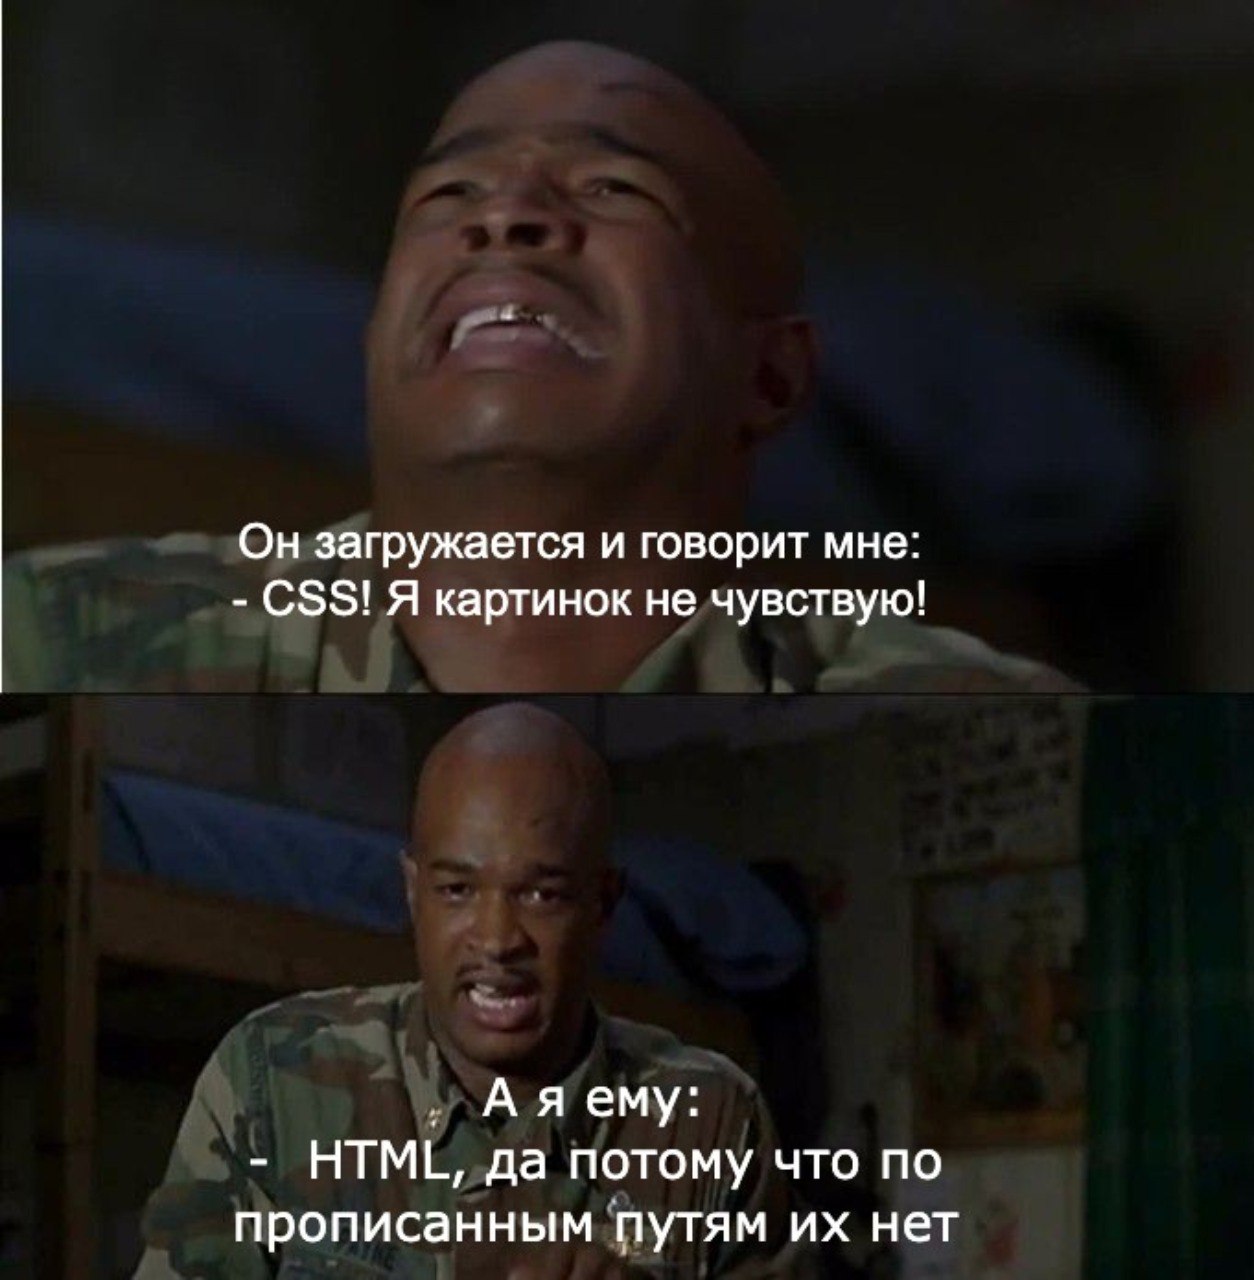 Он загружается и говорит мне:
- CSS! Я картинок не чувствую!
А я ему:
- HTML, да потому что по
прописанным путям их нет